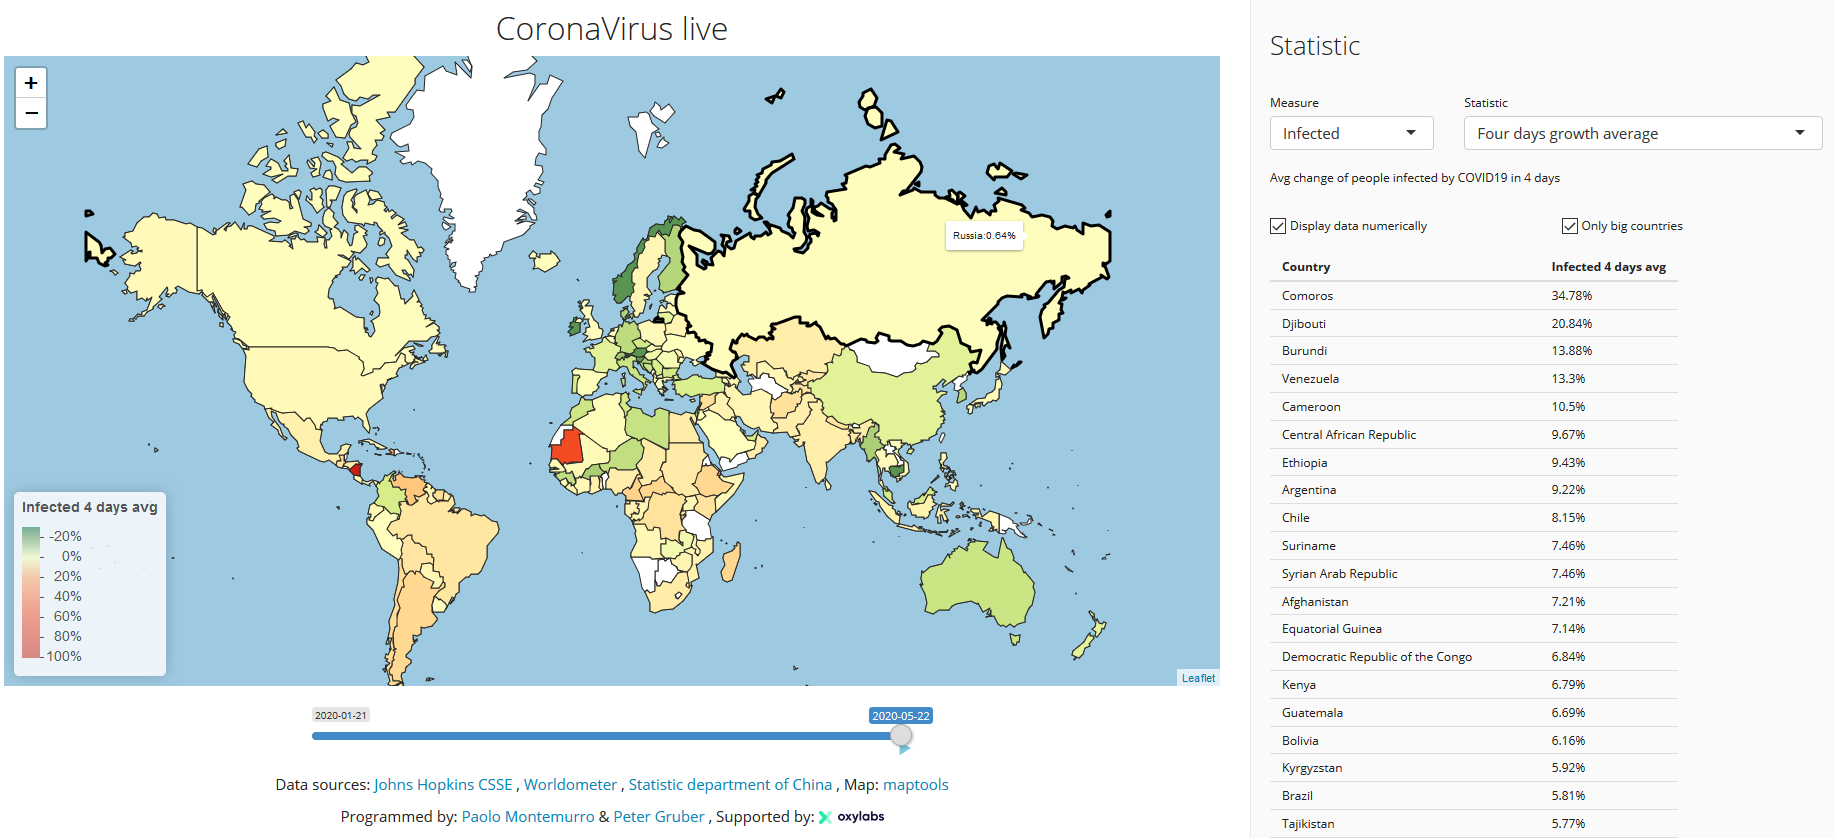 CoronaVirus live
+
−
Russia:0.64%
Infected 4 days avg
-20%
0%
20%
40%
60%
80%
100%
Leaflet
2020-01-21
2020-05-22
Data sources: Johns Hopkins CSSE , Worldometer , Statistic department of China , Map: maptools
Programmed by: Paolo Montemurro & Peter Gruber , Supported by: oxylabs
Statistic
Measure Statistic
Infected Four days growth average
Avg change of people infected by COVID19 in 4 days
Display data numerically Only big countries
Country Infected 4 days avg
Comoros 34.78%
Djibouti 20.84%
Burundi 13.88%
Venezuela 13.3%
Cameroon 10.5%
Central African Republic 9.67%
Ethiopia 9.43%
Argentina 9.22%
Chile 8.15%
Suriname 7.46%
Syrian Arab Republic 7.46%
Afghanistan 7.21%
Equatorial Guinea 7.14%
Democratic Republic of the Congo 6.84%
Kenya 6.79%
Guatemala 6.69%
Bolivia 6.16%
Kyrgyzstan 5.92%
Brazil 5.81%
Tajikistan 5.77%